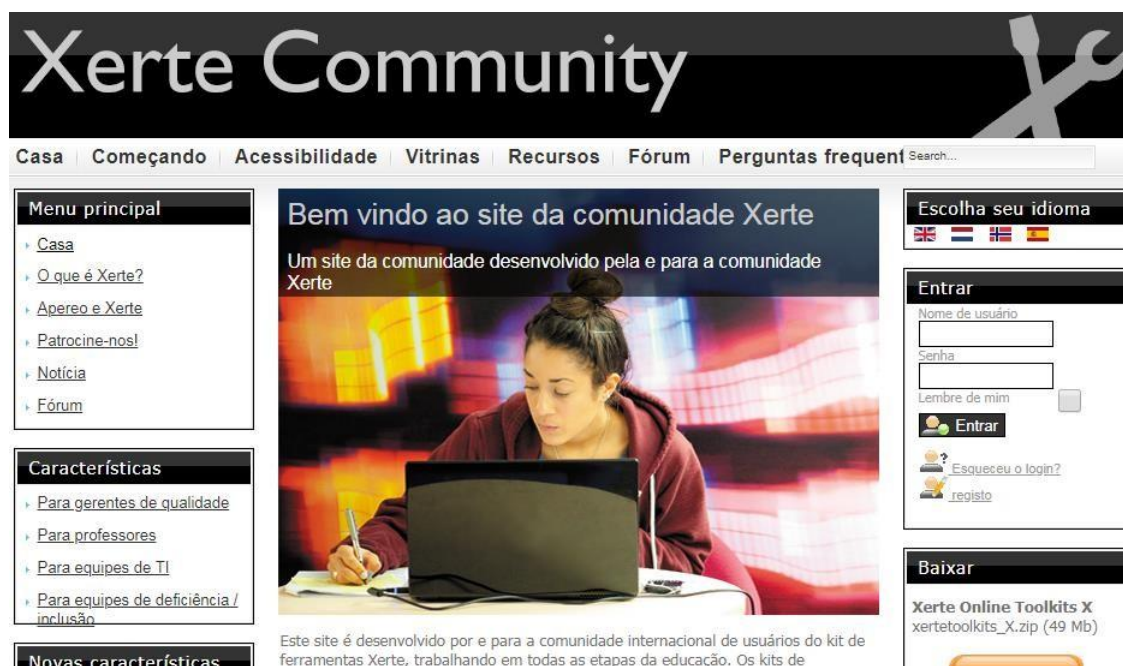 Xerte Community
Casa Começando Acessibilidade Vitrinas Recursos Fórum Perguntas frequent
Search...
Menu principal
Casa
O que é Xerte?
Apereo e Xerte
Patrocine-nos!
Notícia
Fórum
Características
Para gerentes de qualidade
Para professores
Para equipes de TI
Para equipes de deficiência /
inclusão
Novas características
Bem vindo ao site da comunidade Xerte
Um site da comunidade desenvolvido pela e para a comunidade
Xerte
Este site é desenvolvido por e para a comunidade internacional de usuários do kit de
ferramentas Xerte, trabalhando em todas as etapas da educação. Os kits de
Escolha seu idioma
Entrar
Nome de usuário
Senha
Lembre de mim
Entrar
Esqueceu o login?
registo
Baixar
Xerte Online Toolkits X
xertetoolkits_X.zip (49 Mb)